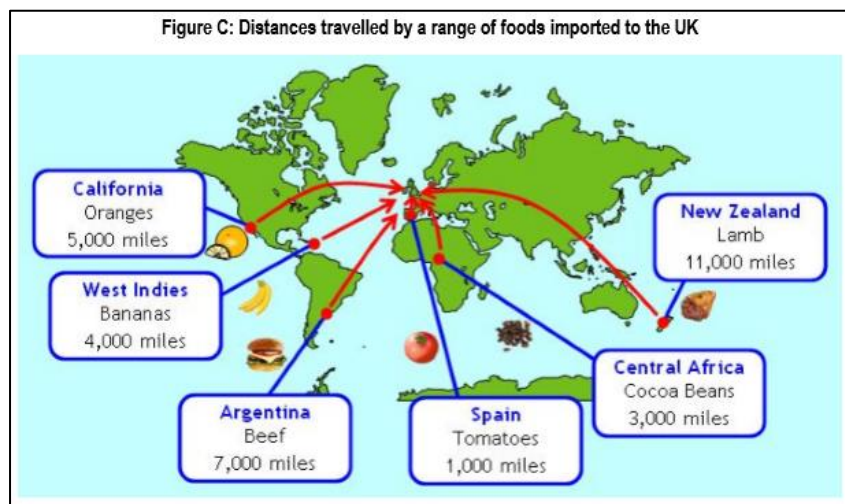 Figure C: Distances travelled by a range of foods imported to the UK
California
Oranges
5,000 miles
West Indies
Bananas
4,000 miles
Argentina
Beef
7,000 miles
Spain
Tomatoes
1,000 miles
Central Africa
Cocoa Beans
3,000 miles
New Zealand
Lamb
11,000 miles